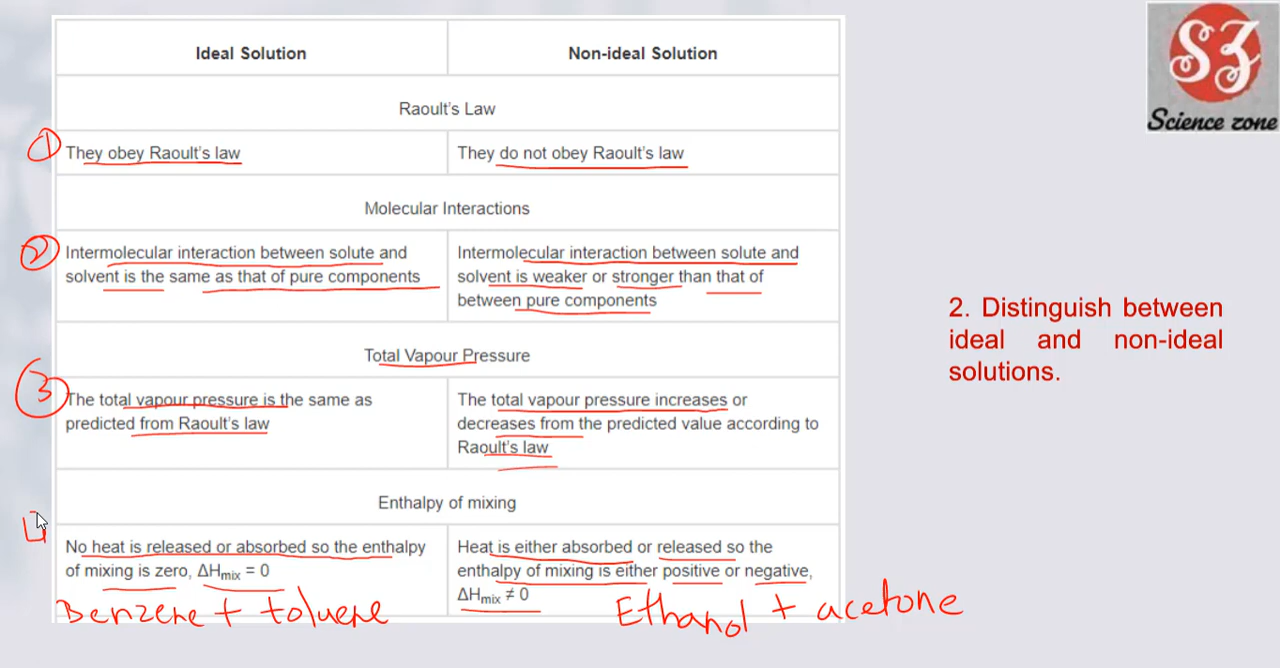 Ideal Solution
Non-ideal Solution
SZ
Science zone
Raoult's Law
1
They obey Raoult's law
They do not obey Raoult's law
Molecular Interactions
2
Intermolecular interaction between solute and
solvent is the same as that of pure components
Intermolecular interaction between solute and
solvent is weaker or stronger than that of
between pure components
2. Distinguish between
ideal and non-ideal
solutions.
Total Vapour Pressure
3
The total vapour pressure is the same as
predicted from Raoult's law
The total vapour pressure increases or
decreases from the predicted value according to
Raoult's law
Enthalpy of mixing
4
No heat is released or absorbed so the enthalpy
of mixing is zero, ΔHmix = 0
Heat is either absorbed or released so the
enthalpy of mixing is either positive or negative,
ΔHmix ≠ 0
Benzene + toluene
Ethanol + acetone